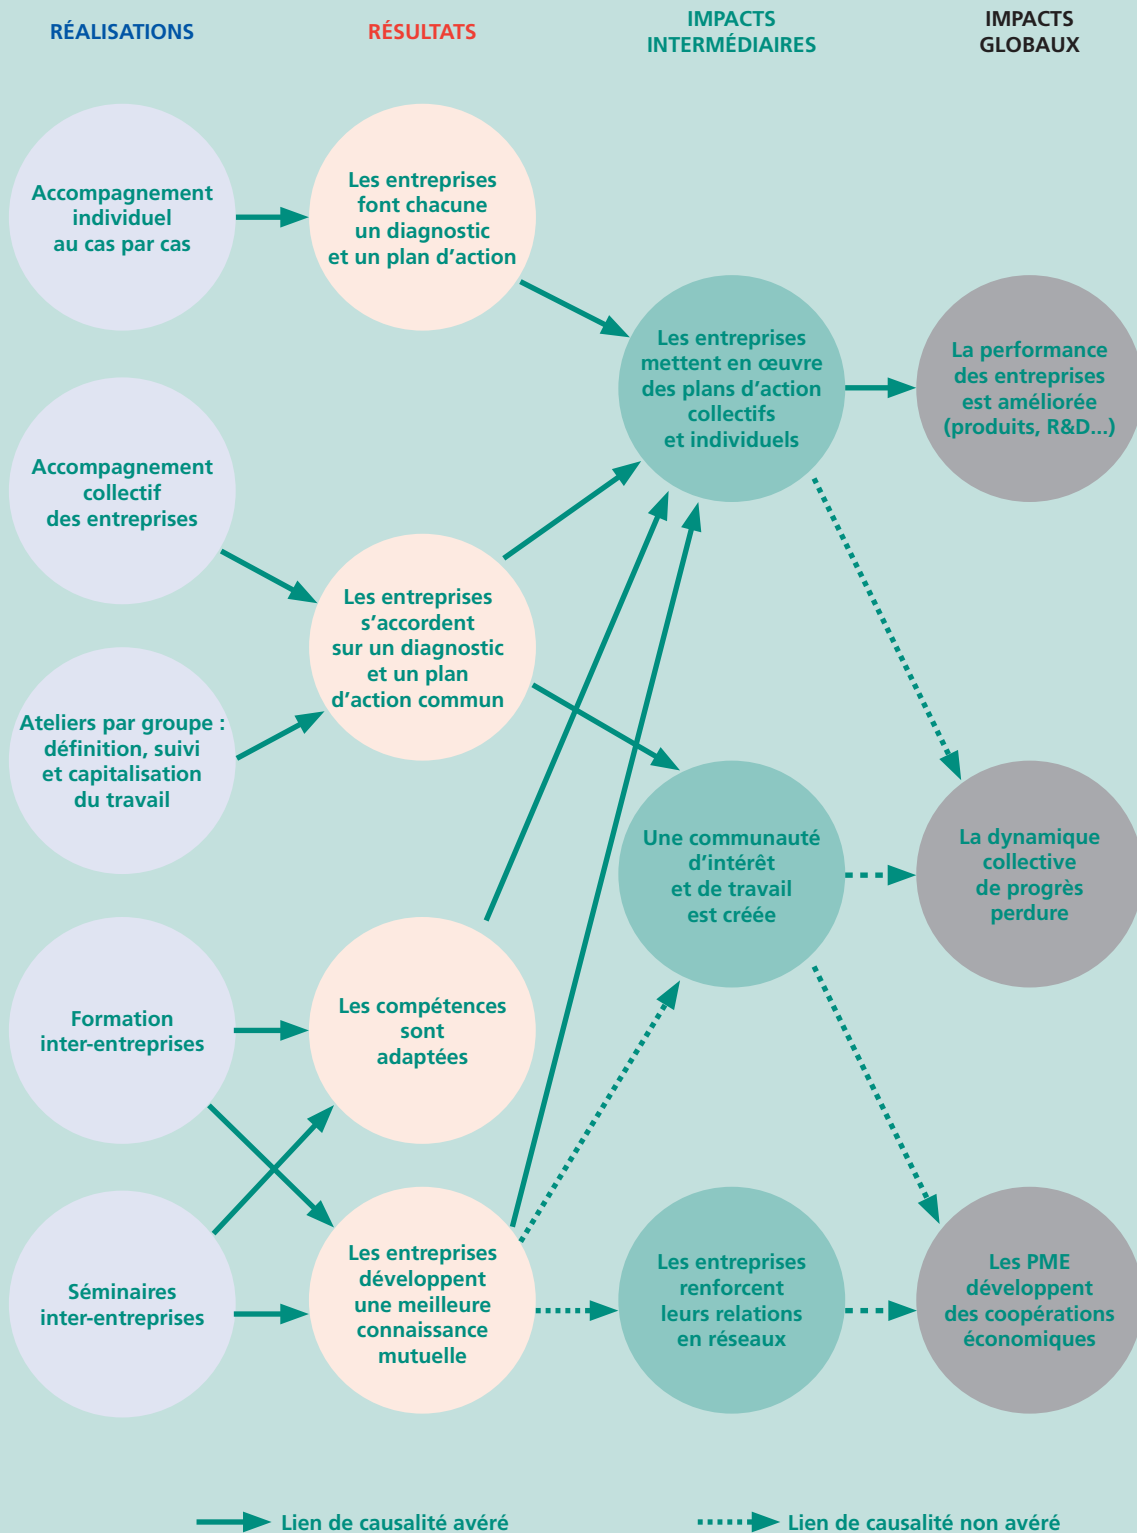 RÉALISATIONS
RÉSULTATS
IMPACTS
INTERMÉDIAIRES
IMPACTS
GLOBAUX
Accompagnement
individuel
au cas par cas
Accompagnement
collectif
des entreprises
Ateliers par groupe :
définition, suivi
et capitalisation
du travail
Formation
inter-entreprises
Séminaires
inter-entreprises
Les entreprises
font chacune
un diagnostic
et un plan d’action
Les entreprises
s’accordent
sur un diagnostic
et un plan
d’action commun
Les compétences
sont
adaptées
Les entreprises
développent
une meilleure
connaissance
mutuelle
Les entreprises
mettent en œuvre
des plans d’action
collectifs
et individuels
Une communauté
d’intérêt
et de travail
est créée
Les entreprises
renforcent
leurs relations
en réseaux
La performance
des entreprises
est améliorée
(produits, R&D...)
La dynamique
collective
de progrès
perdure
Les PME
développent
des coopérations
économiques
Lien de causalité avéré
Lien de causalité non avéré